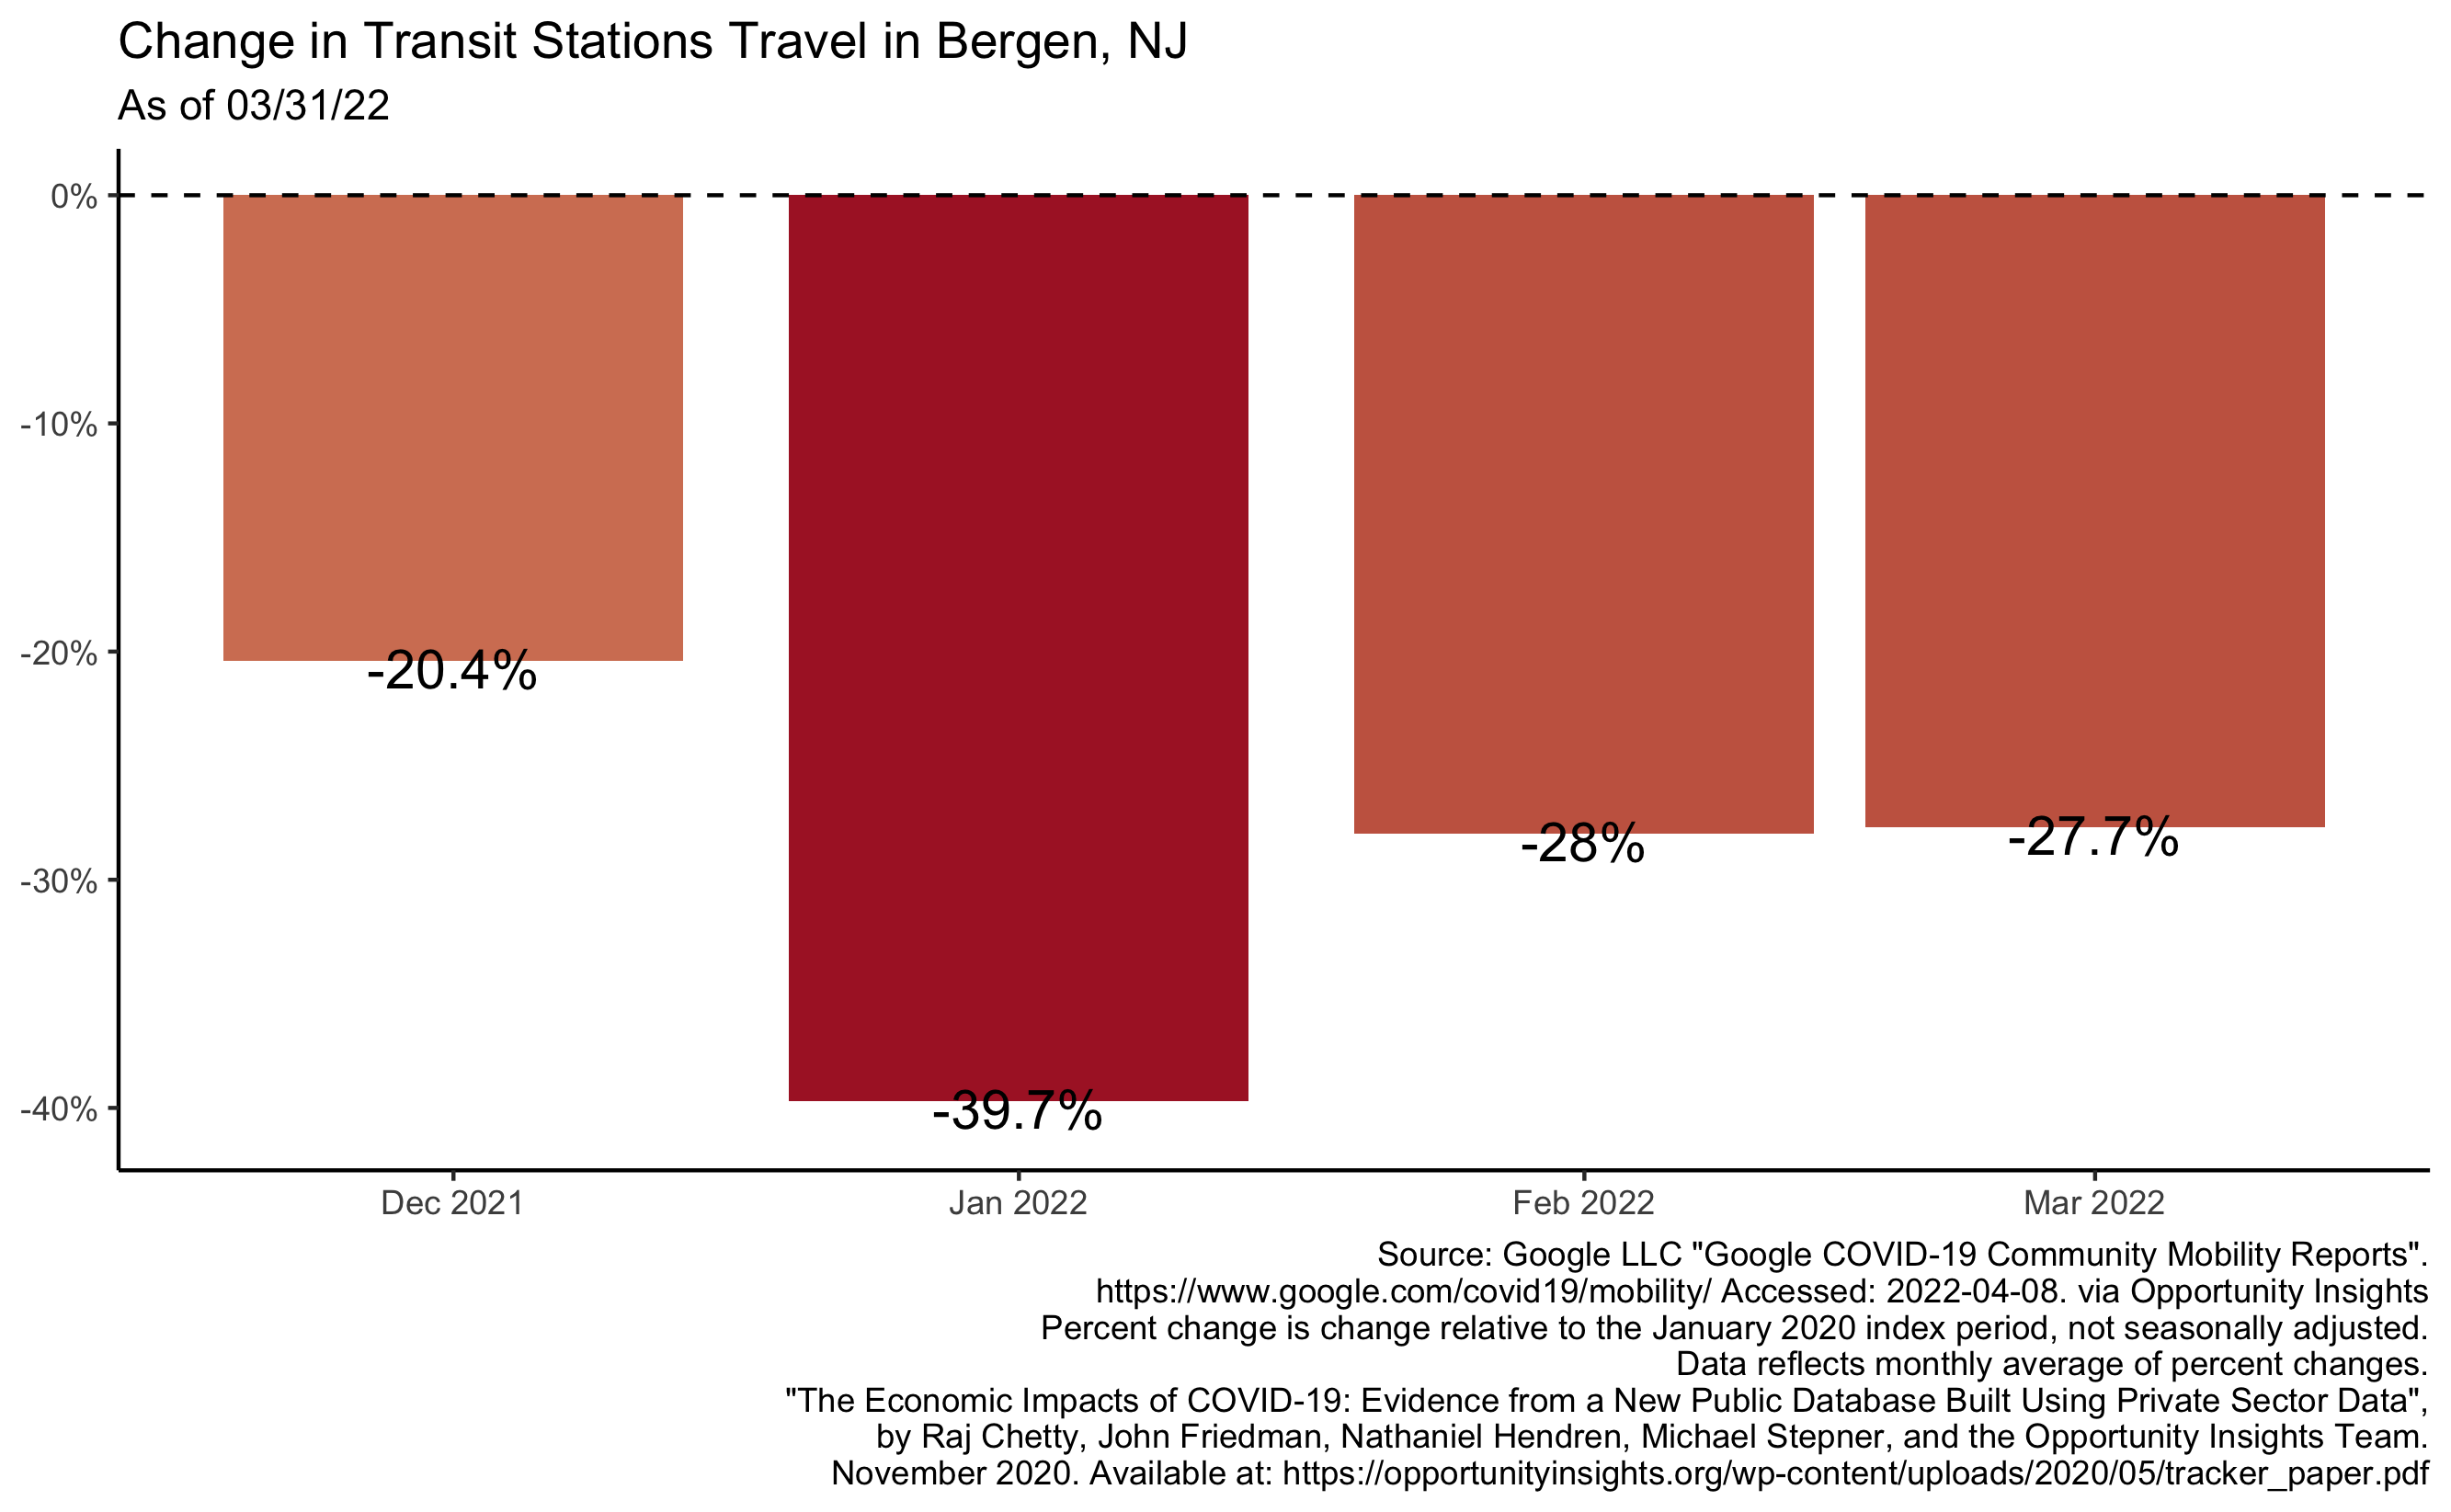 Change in Transit Stations Travel in Bergen, NJ
As of 03/31/22
0%
-10%
-20%
-30%
-40%
-20.4%
-39.7%
-28%
-27.7%
Dec 2021
Jan 2022
Feb 2022
Mar 2022
Source: Google LLC "Google COVID-19 Community Mobility Reports".
https://www.google.com/covid19/mobility/ Accessed: 2022-04-08. via Opportunity Insights
Percent change is change relative to the January 2020 index period, not seasonally adjusted.
Data reflects monthly average of percent changes.
"The Economic Impacts of COVID-19: Evidence from a New Public Database Built Using Private Sector Data",
by Raj Chetty, John Friedman, Nathaniel Hendren, Michael Stepner, and the Opportunity Insights Team.
November 2020. Available at: https://opportunityinsights.org/wp-content/uploads/2020/05/tracker_paper.pdf